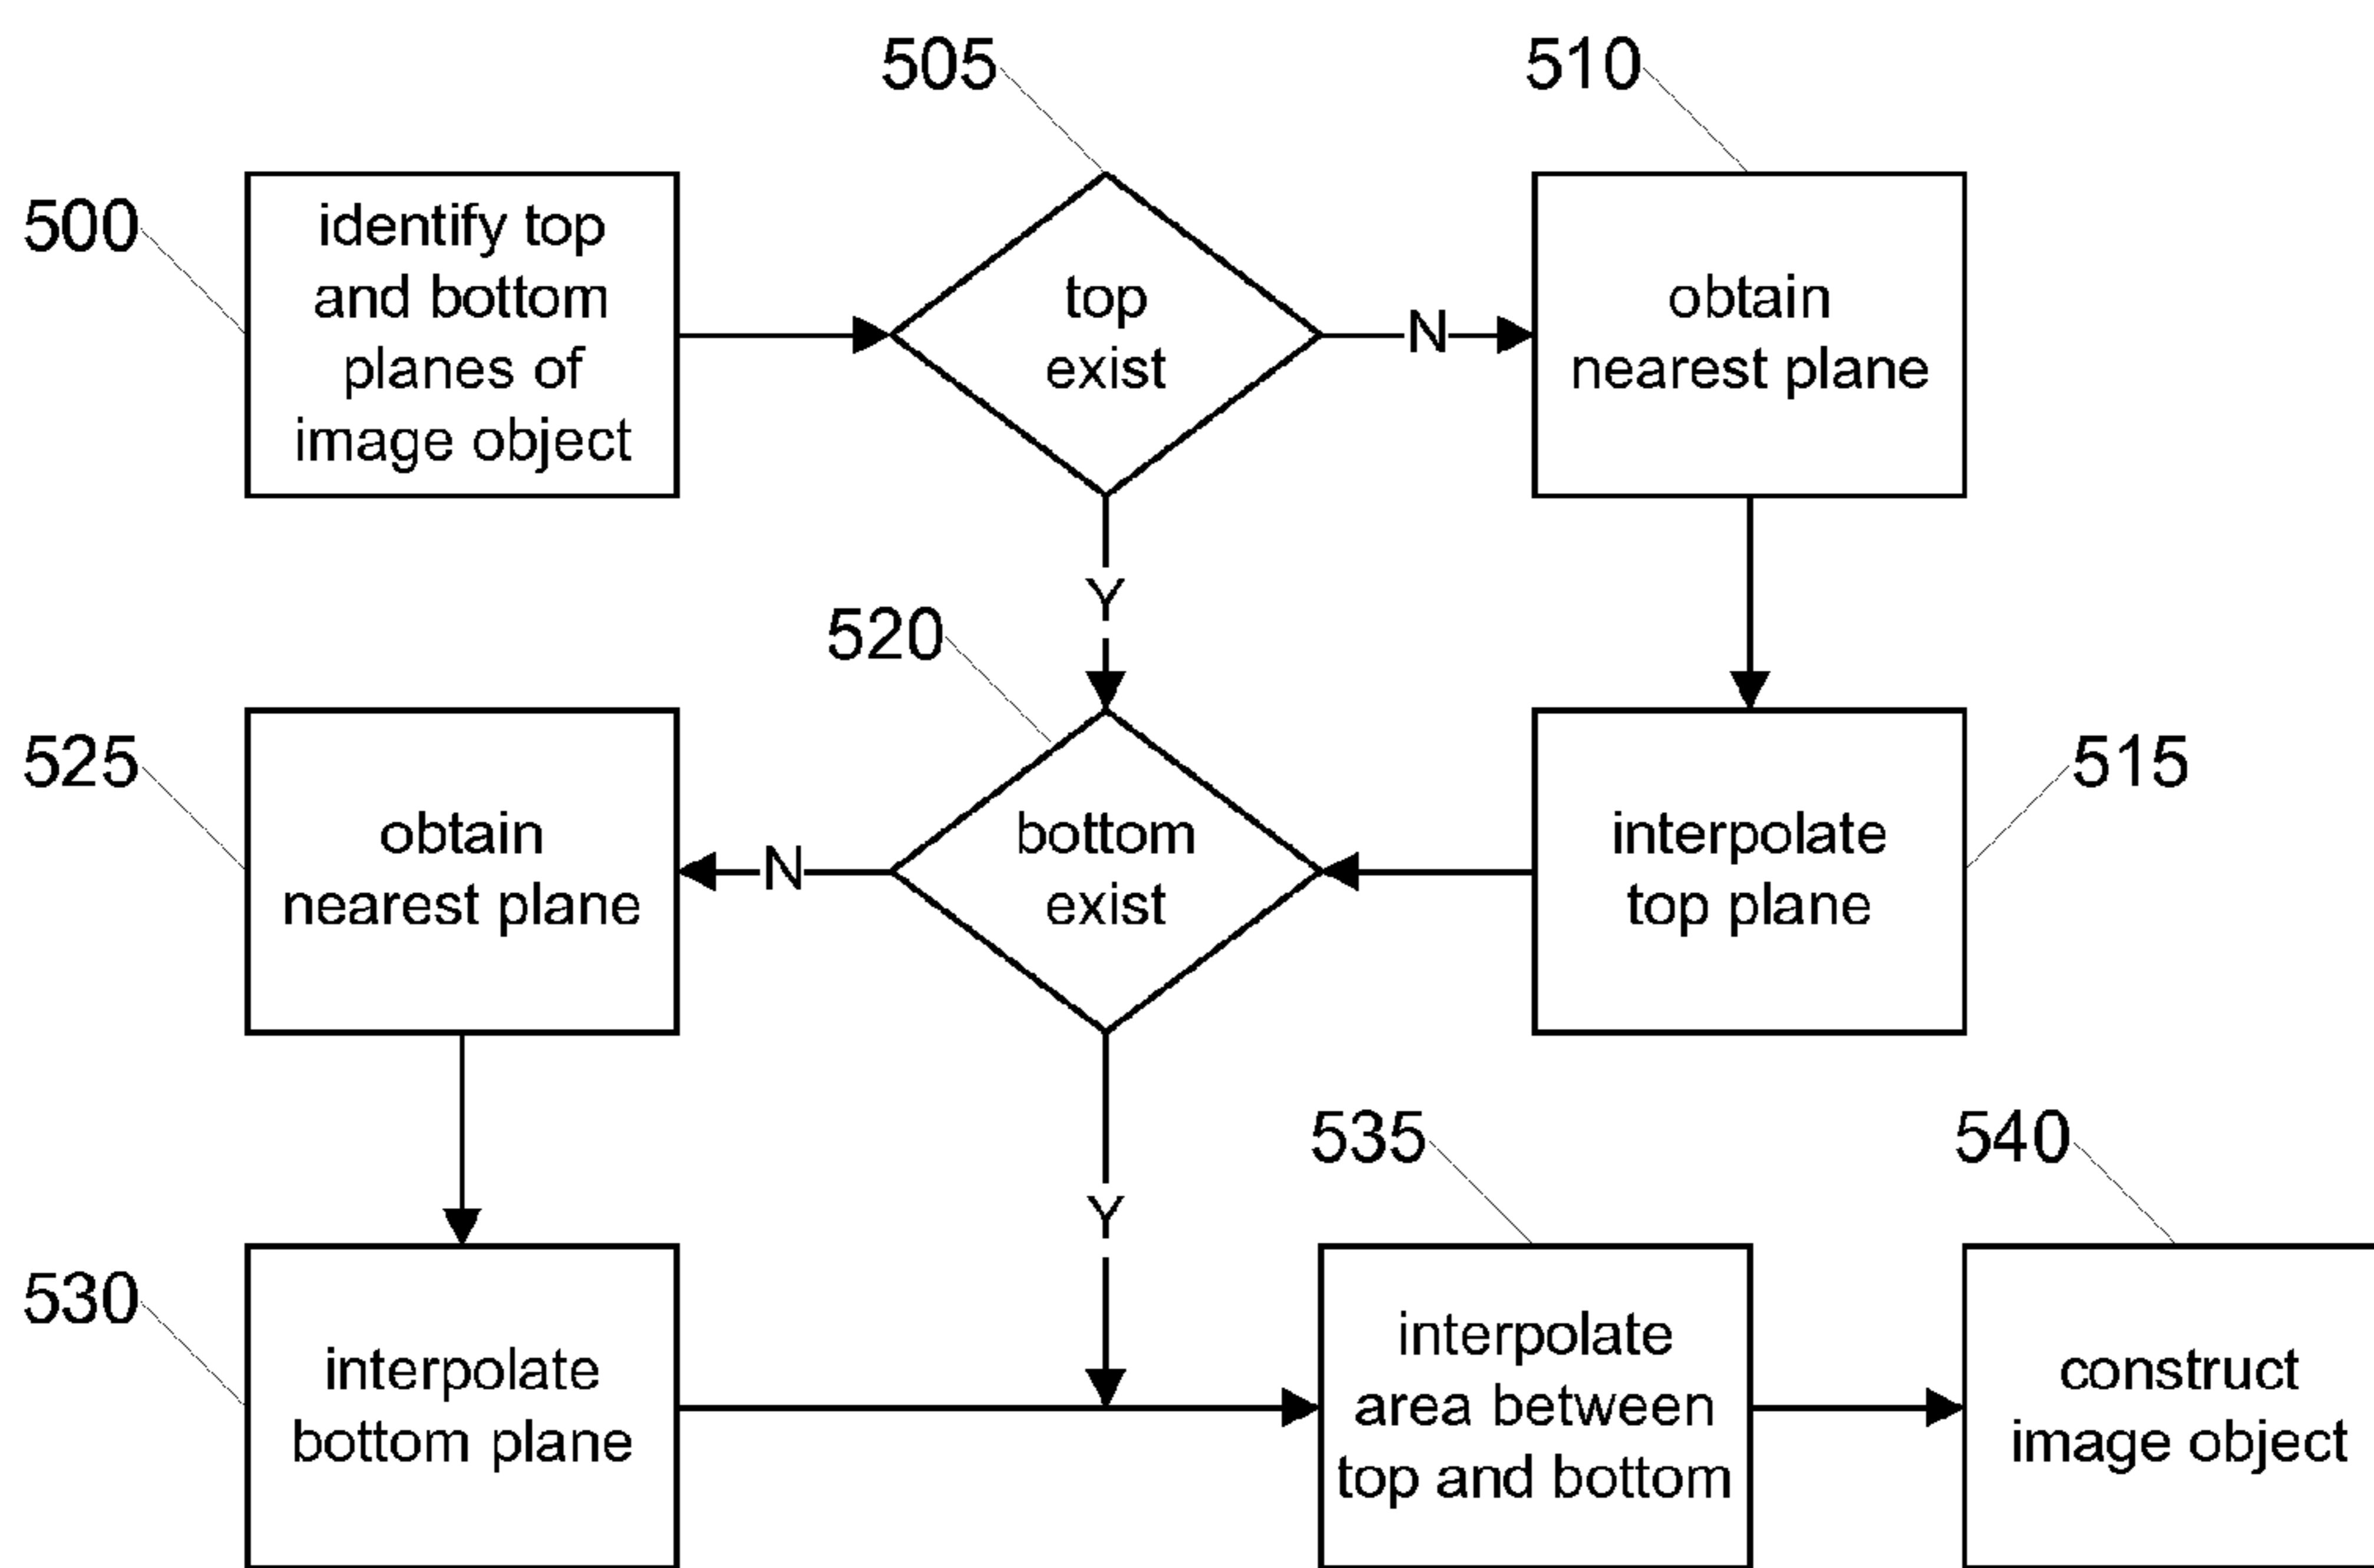 505
510
500
identify top
and bottom
planes of
image object
top
exist
N
obtain
nearest plane
Y
520
525
obtain
nearest plane
N
bottom
exist
interpolate
top plane
515
Y
535
540
530
interpolate
bottom plane
interpolate
area between
top and bottom
construct
image object